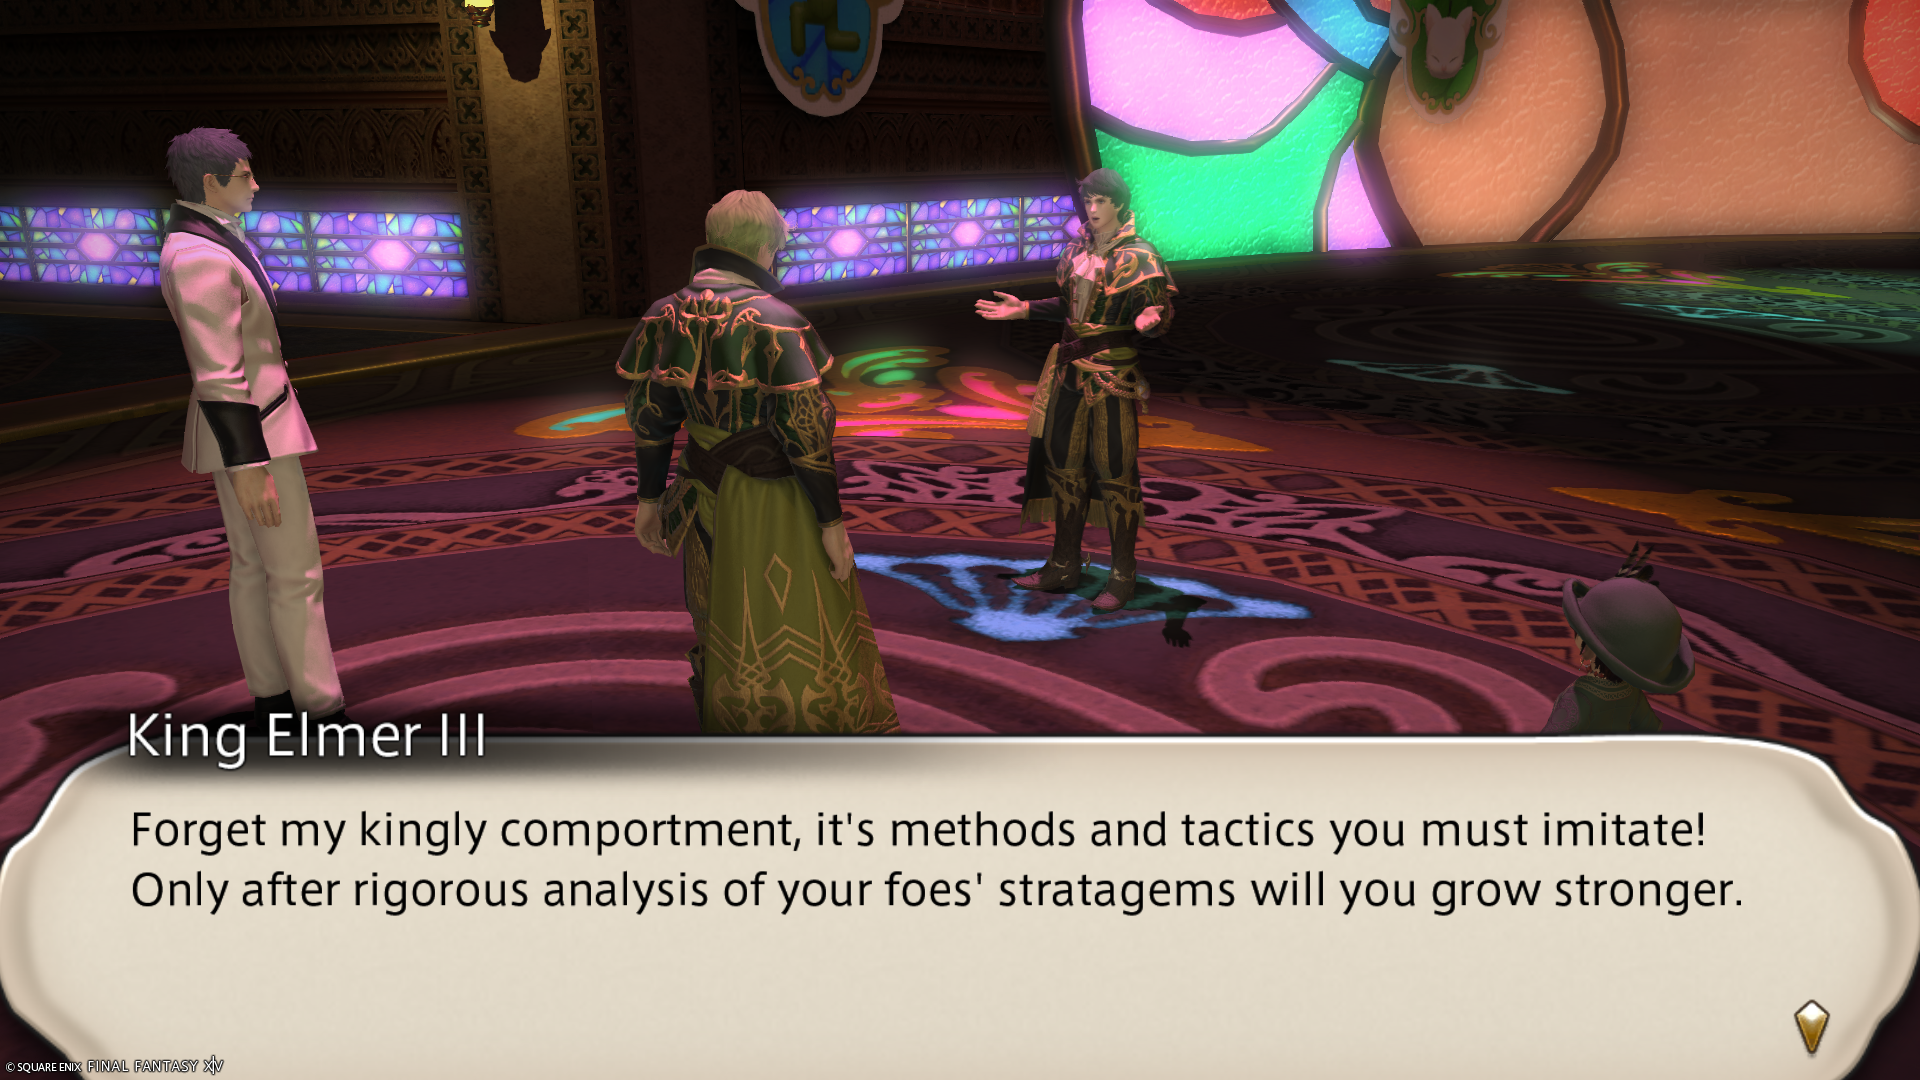 King Elmer III
Forget my kingly comportment, it's methods and tactics you must imitate!
Only after rigorous analysis of your foes' stratagems will you grow stronger.
© SQUARE ENIX FINAL FANTASY XIV